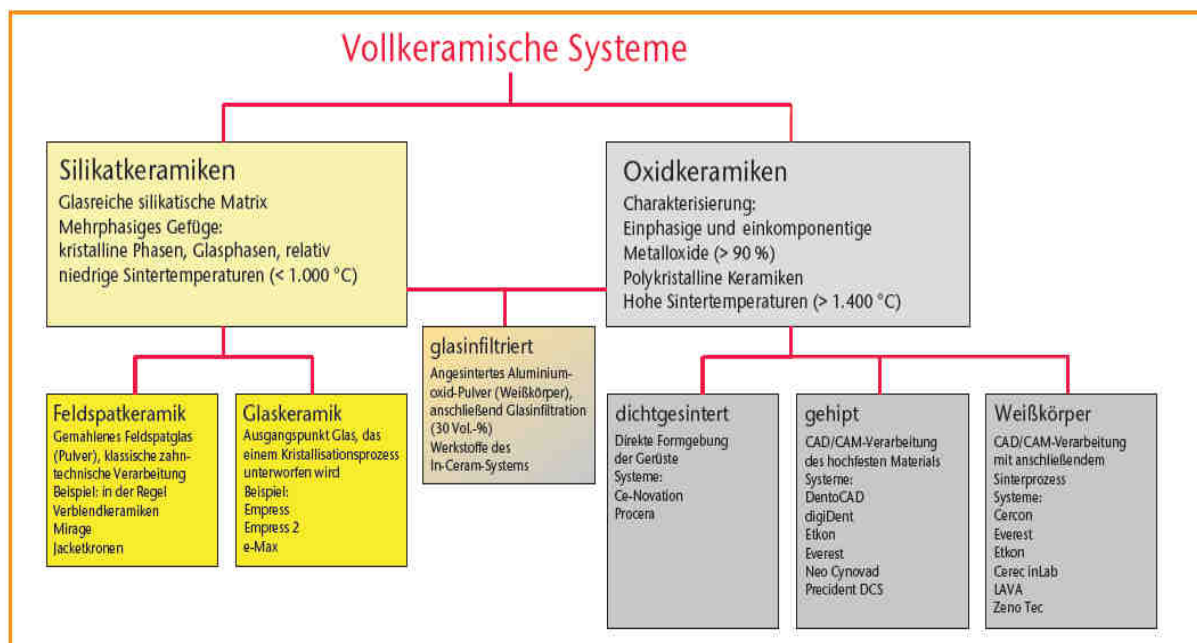 Vollkeramische Systeme
Silikatkeramiken
Glasreiche silikatische Matrix
Mehrphasiges Gefüge:
kristalline Phasen, Glasphasen, relativ
niedrige Sintertemperaturen (< 1.000 °C)
Oxidkeramiken
Charakterisierung:
Einphasige und einkomponentige
Metalloxide (> 90 %)
Polykristalline Keramiken
Hohe Sintertemperaturen (> 1.400 °C)
glasinfiltriert
Angesintertes Aluminium-
oxid-Pulver (Weißkörper),
anschließend Glasinfiltration
(30 Vol.-%)
Werkstoffe des
In-Ceram-Systems
Feldspatkeramik
Gemahlenes Feldspatglas
(Pulver), klassische zahn-
technische Verarbeitung
Beispiel: in der Regel
Verblendkeramiken
Mirage
Jacketkronen
Glaskeramik
Ausgangspunkt Glas, das
einem Kristallisationsprozess
unterworfen wird
Beispiel:
Empress
Empress 2
e-Max
dichtgesintert
Direkte Formgebung
der Gerüste
Systeme:
Ce-Novation
Procera
gehipt
CAD/CAM-Verarbeitung
des hochfesten Materials
Systeme:
DentoCAD
digiDent
Etkon
Everest
Neo Cynovad
Precident DCS
Weißkörper
CAD/CAM-Verarbeitung
mit anschließendem
Sinterprozess
Systeme:
Cercon
Everest
Etkon
Cerec inLab
LAVA
Zeno Tec